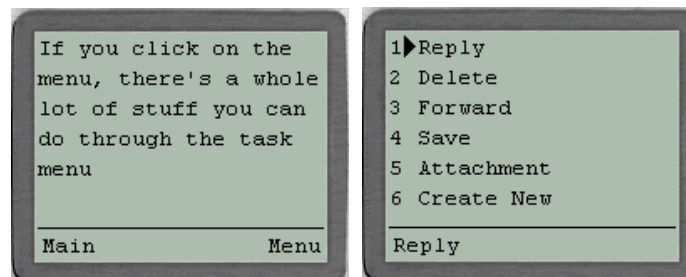 If you click on the
menu, there's a whole
lot of stuff you can
do through the task
menu
Main Menu
1 Reply
2 Delete
3 Forward
4 Save
5 Attachment
6 Create New
Reply